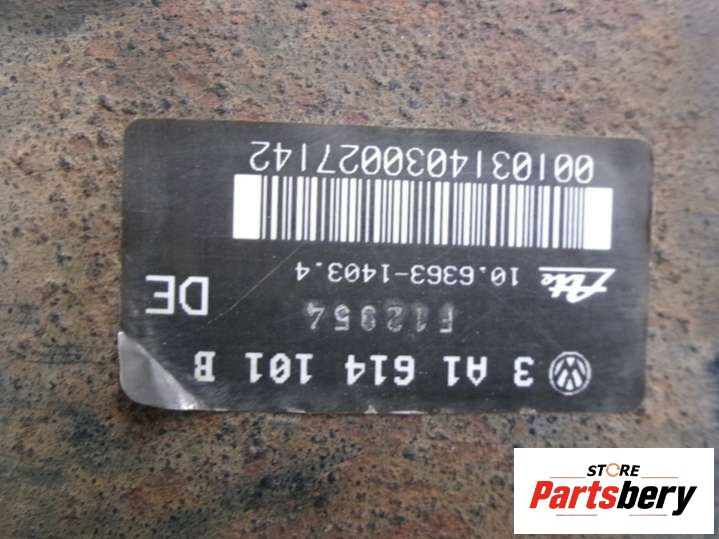 3 A1 614 101 B
DE
Ate 10.6363-1403.4
00103140300027142
STORE
Partsbery